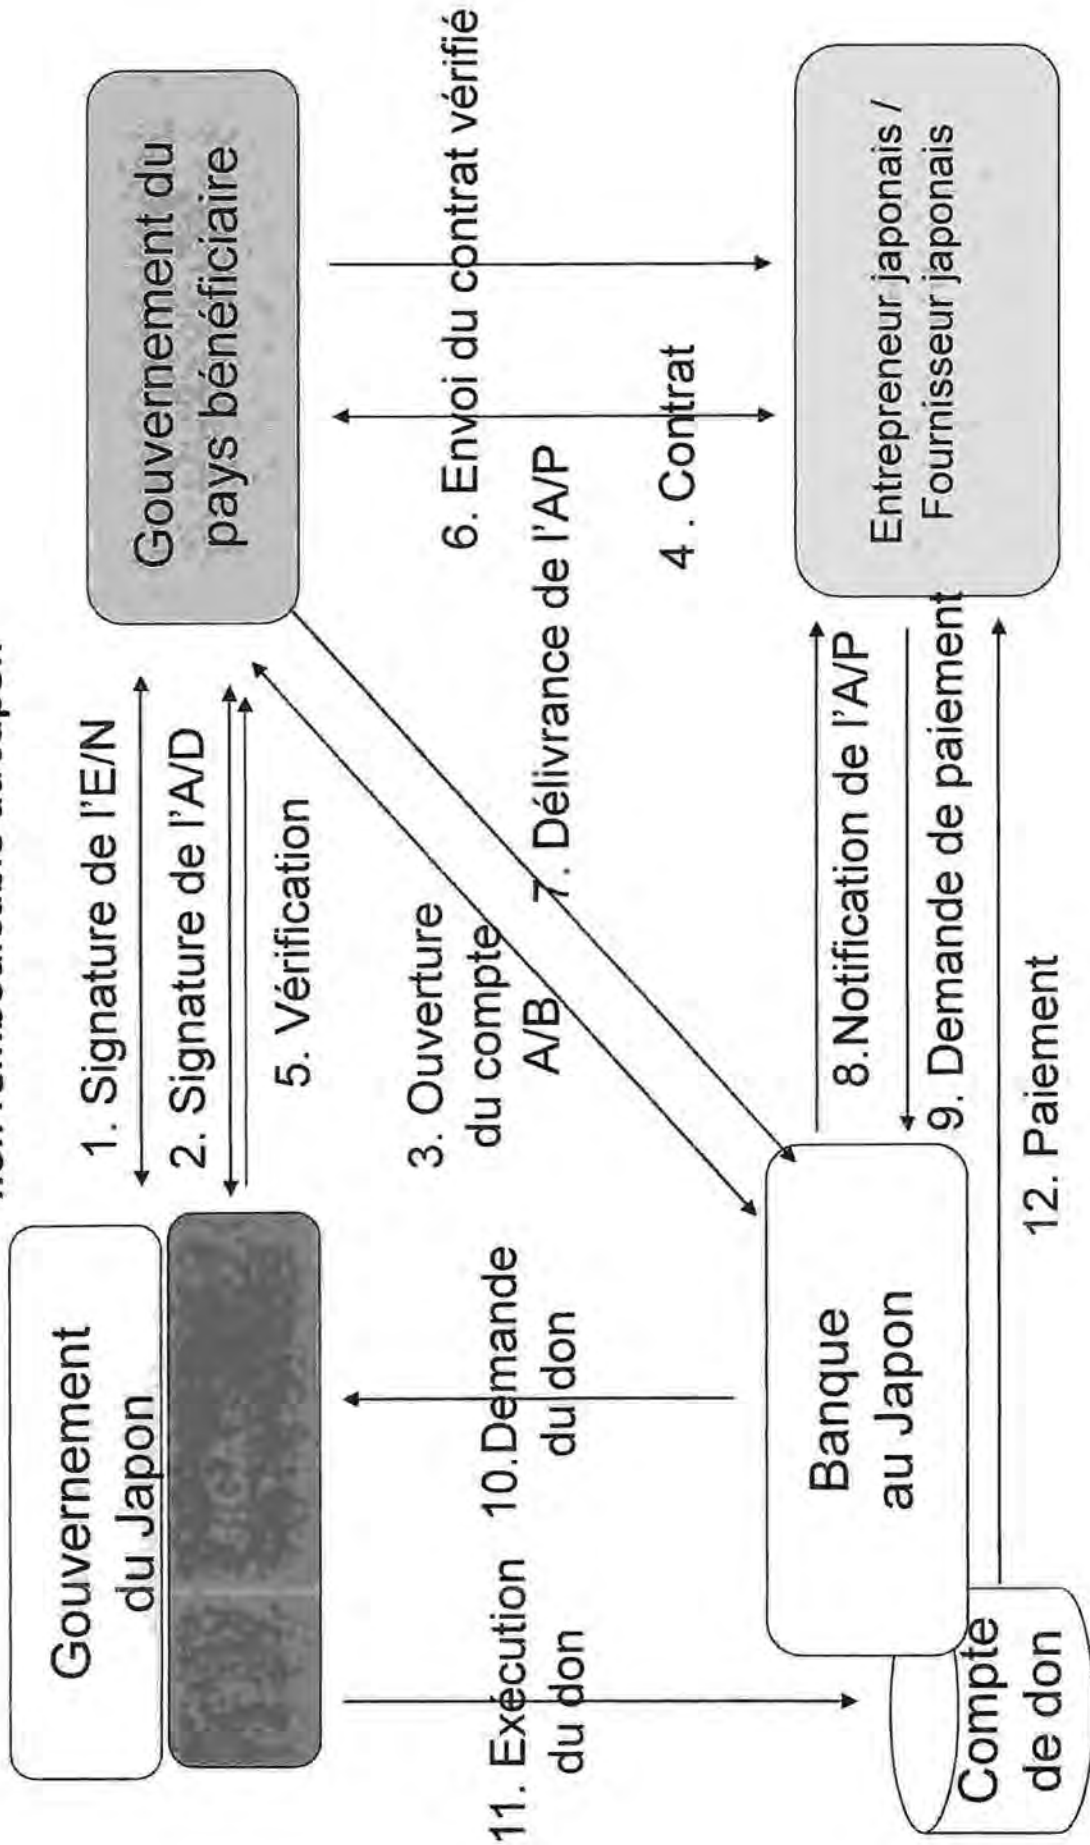 Gouvernement
du Japon
JICA
Gouvernement du
pays bénéficiaire
1. Signature de l'E/N
2. Signature de l'A/D
5. Vérification
3. Ouverture
du compte
A/B
7. Délivrance de l'A/P
6. Envoi du contrat vérifié
4 . Contrat
10.Demande
du don
11. Exécution
du don
Banque
au Japon
Compte
de don
8.Notification de l'A/P
9. Demande de paiement
12. Paiement
Entrepreneur japonais /
Fournisseur japonais